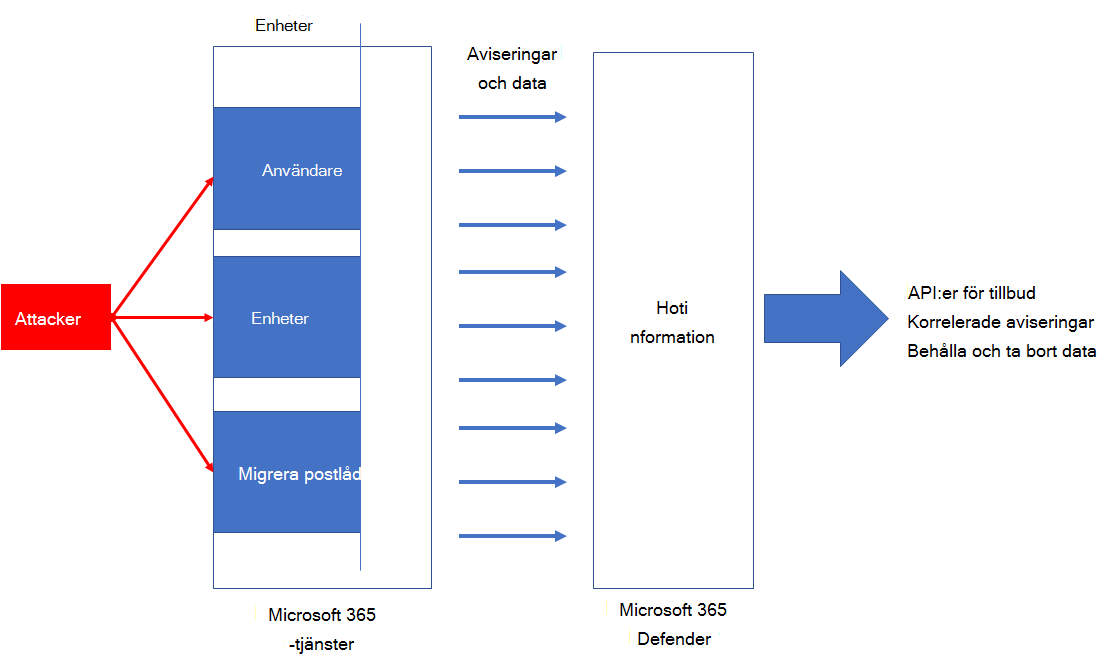 Enheter
Aviseringar
och data
Användare
Attacker
Enheter
Migrera postlåd
Hoti
nformation
API:er för tillbud
Korrelerade aviseringar
Behålla och ta bort data
Microsoft 365
-tjänster
Microsoft 365
Defender